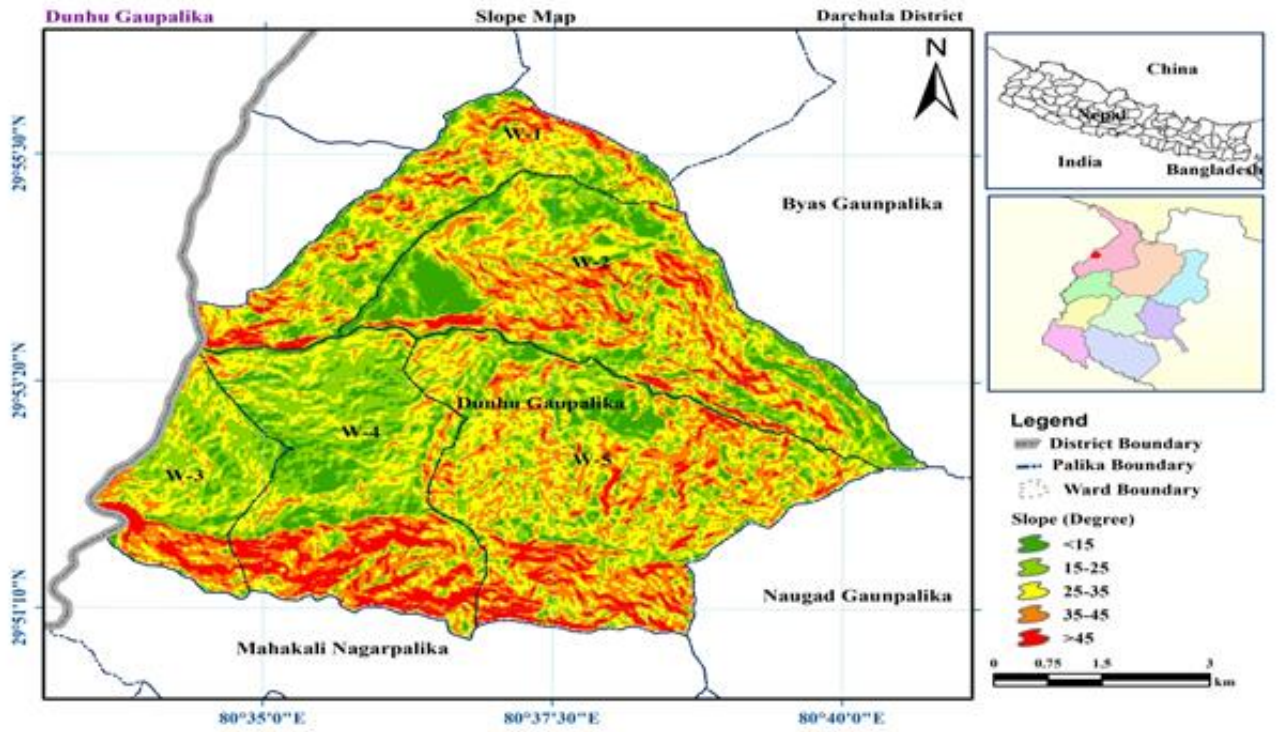 Dunhu Gaupalika Slope Map Darchula District
N
W-1
W-2
W-3
W-4
W-5
Dunhu Gaupalika
Byas Gaunpalika
Naugad Gaunpalika
Mahakali Nagarpalika
29°55'30"N
29°53'20"N
29°51'10"N
80°35'0"E 80°37'30"E 80°40'0"E
China
Nepal
India
Bangladesh
Legend
District Boundary
Palika Boundary
Ward Boundary
Slope (Degree)
<15
15-25
25-35
35-45
>45
0 0.75 1.5 3
km